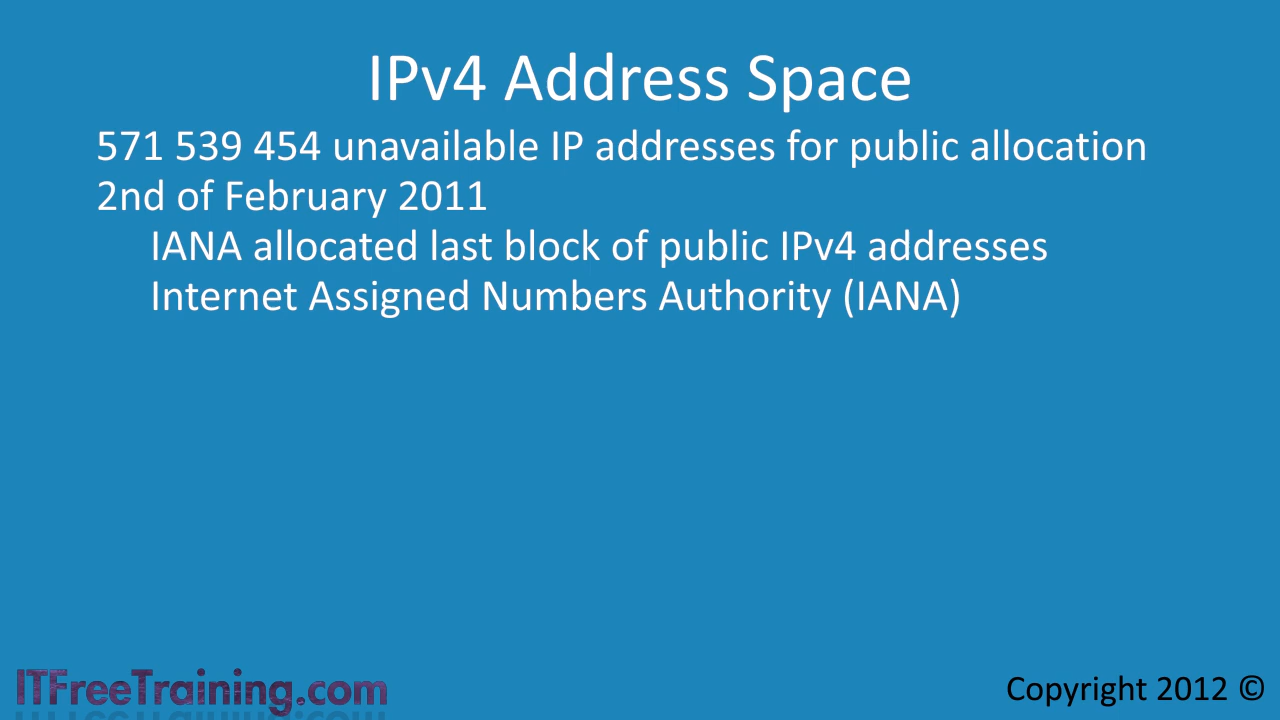 IPv4 Address Space
571 539 454 unavailable IP addresses for public allocation
2nd of February 2011
IANA allocated last block of public IPv4 addresses
Internet Assigned Numbers Authority (IANA)
ITFreeTraining.com
Copyright 2012 ©